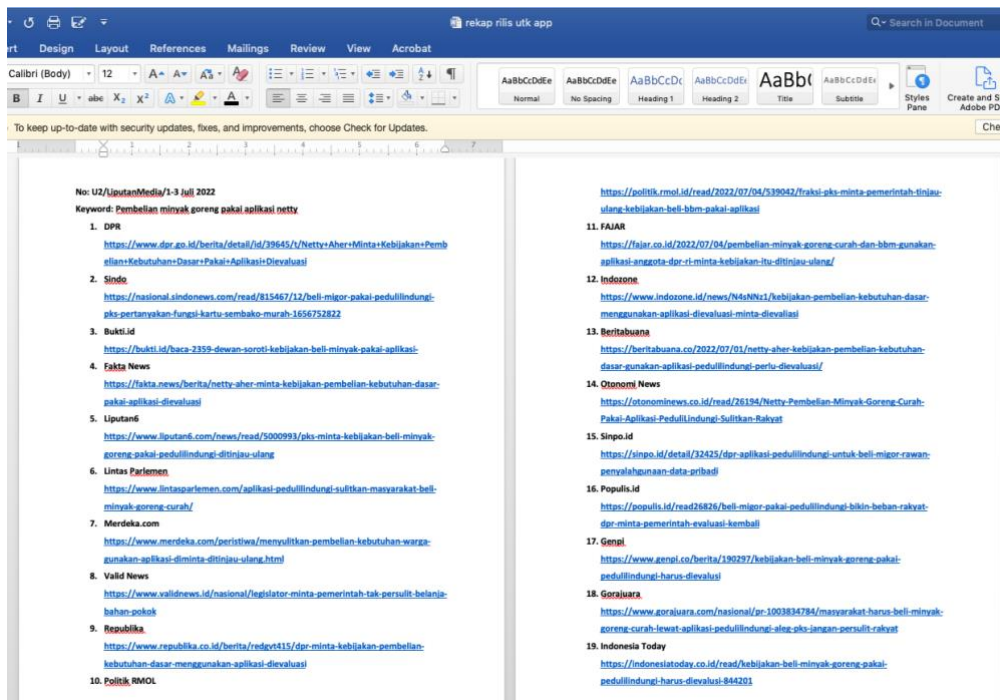 rekap rilis utk app
Search in Document
Design Layout References Mailings Review View Acrobat
Calibri (Body) 12
AaBbCcDdEe AaBbCcDdEe AaBbCcDc AaBbCcDdEe AaBb( AaBbCcDdEe
Normal No Spacing Heading 1 Heading 2 Title Subtitle
Styles Pane
Create and S
Adobe PD
To keep up-to-date with security updates, fixes, and improvements, choose Check for Updates.
Che
1 2 3 4 5 6 7
No: U2/LiputanMedia/1-3 Juli 2022
Keyword: Pembelian minyak goreng pakai aplikasi netty
1. DPR
https://www.dpr.go.id/berita/detail/id/39645/t/Netty+Aher+Minta+Kebijakan+Pemb
elian+Kebutuhan+Dasar+Pakai+Aplikasi+Dievaluasi
2. Sindo
https://nasional.sindonews.com/read/815467/12/beli-migor-pakai-pedulilindungi-
pks-pertanyakan-fungsi-kartu-sembako-murah-1656752822
3. Bukti.id
https://bukti.id/baca-2359-dewan-soroti-kebijakan-beli-minyak-pakai-aplikasi-
4. Fakta News
https://fakta.news/berita/netty-aher-minta-kebijakan-pembelian-kebutuhan-dasar-
pakai-aplikasi-dievaluasi
5. Liputan6
https://www.liputan6.com/news/read/5000993/pks-minta-kebijakan-beli-minyak-
goreng-pakai-pedulilindungi-ditinjau-ulang
6. Lintas Parlemen
https://www.lintasparlemen.com/aplikasi-pedulilindungi-sulitkan-masyarakat-beli-
minyak-goreng-curah/
7. Merdeka.com
https://www.merdeka.com/peristiwa/menyulitkan-pembelian-kebutuhan-warga-
gunakan-aplikasi-diminta-ditinjau-ulang.html
8. Valid News
https://www.validnews.id/nasional/legislator-minta-pemerintah-tak-persulit-belanja-
bahan-pokok
9. Republika
https://www.republika.co.id/berita/redgvt415/dpr-minta-kebijakan-pembelian-
kebutuhan-dasar-menggunakan-aplikasi-dievaluasi
10. Politik RMOL
https://politik.rmol.id/read/2022/07/04/539042/fraksi-pks-minta-pemerintah-tinjau-
ulang-kebijakan-beli-bbm-pakai-aplikasi
11. FAJAR
https://fajar.co.id/2022/07/04/pembelian-minyak-goreng-curah-dan-bbm-gunakan-
aplikasi-anggota-dpr-ri-minta-kebijakan-itu-ditinjau-ulang/
12. Indozone
https://www.indozone.id/news/N4sNNz1/kebijakan-pembelian-kebutuhan-dasar-
menggunakan-aplikasi-dievaluasi-minta-dievaliasi
13. Beritabuana
https://beritabuana.co/2022/07/01/netty-aher-kebijakan-pembelian-kebutuhan-
dasar-gunakan-aplikasi-pedulilindungi-perlu-dievaluasi/
14. Otonomi News
https://otonominews.co.id/read/26194/Netty-Pembelian-Minyak-Goreng-Curah-
Pakai-Aplikasi-PeduliLindungi-Sulitkan-Rakyat
15. Sinpo.id
https://sinpo.id/detail/32425/dpr-aplikasi-pedulilindungi-untuk-beli-migor-rawan-
penyalahgunaan-data-pribadi
16. Populis.id
https://populis.id/read26826/beli-migor-pakai-pedulilindungi-bikin-beban-rakyat-
dpr-minta-pemerintah-evaluasi-kembali
17. Genpi
https://www.genpi.co/berita/190297/kebijakan-beli-minyak-goreng-pakai-
pedulilindungi-harus-dievalusi
18. Gorajuara
https://www.gorajuara.com/nasional/pr-1003834784/masyarakat-harus-beli-minyak-
goreng-curah-lewat-aplikasi-pedulilindungi-aleg-pks-jangan-persulit-rakyat
19. Indonesia Today
https://indonesiatoday.co.id/read/kebijakan-beli-minyak-goreng-pakai-
pedulilindungi-harus-dievalusi-844201